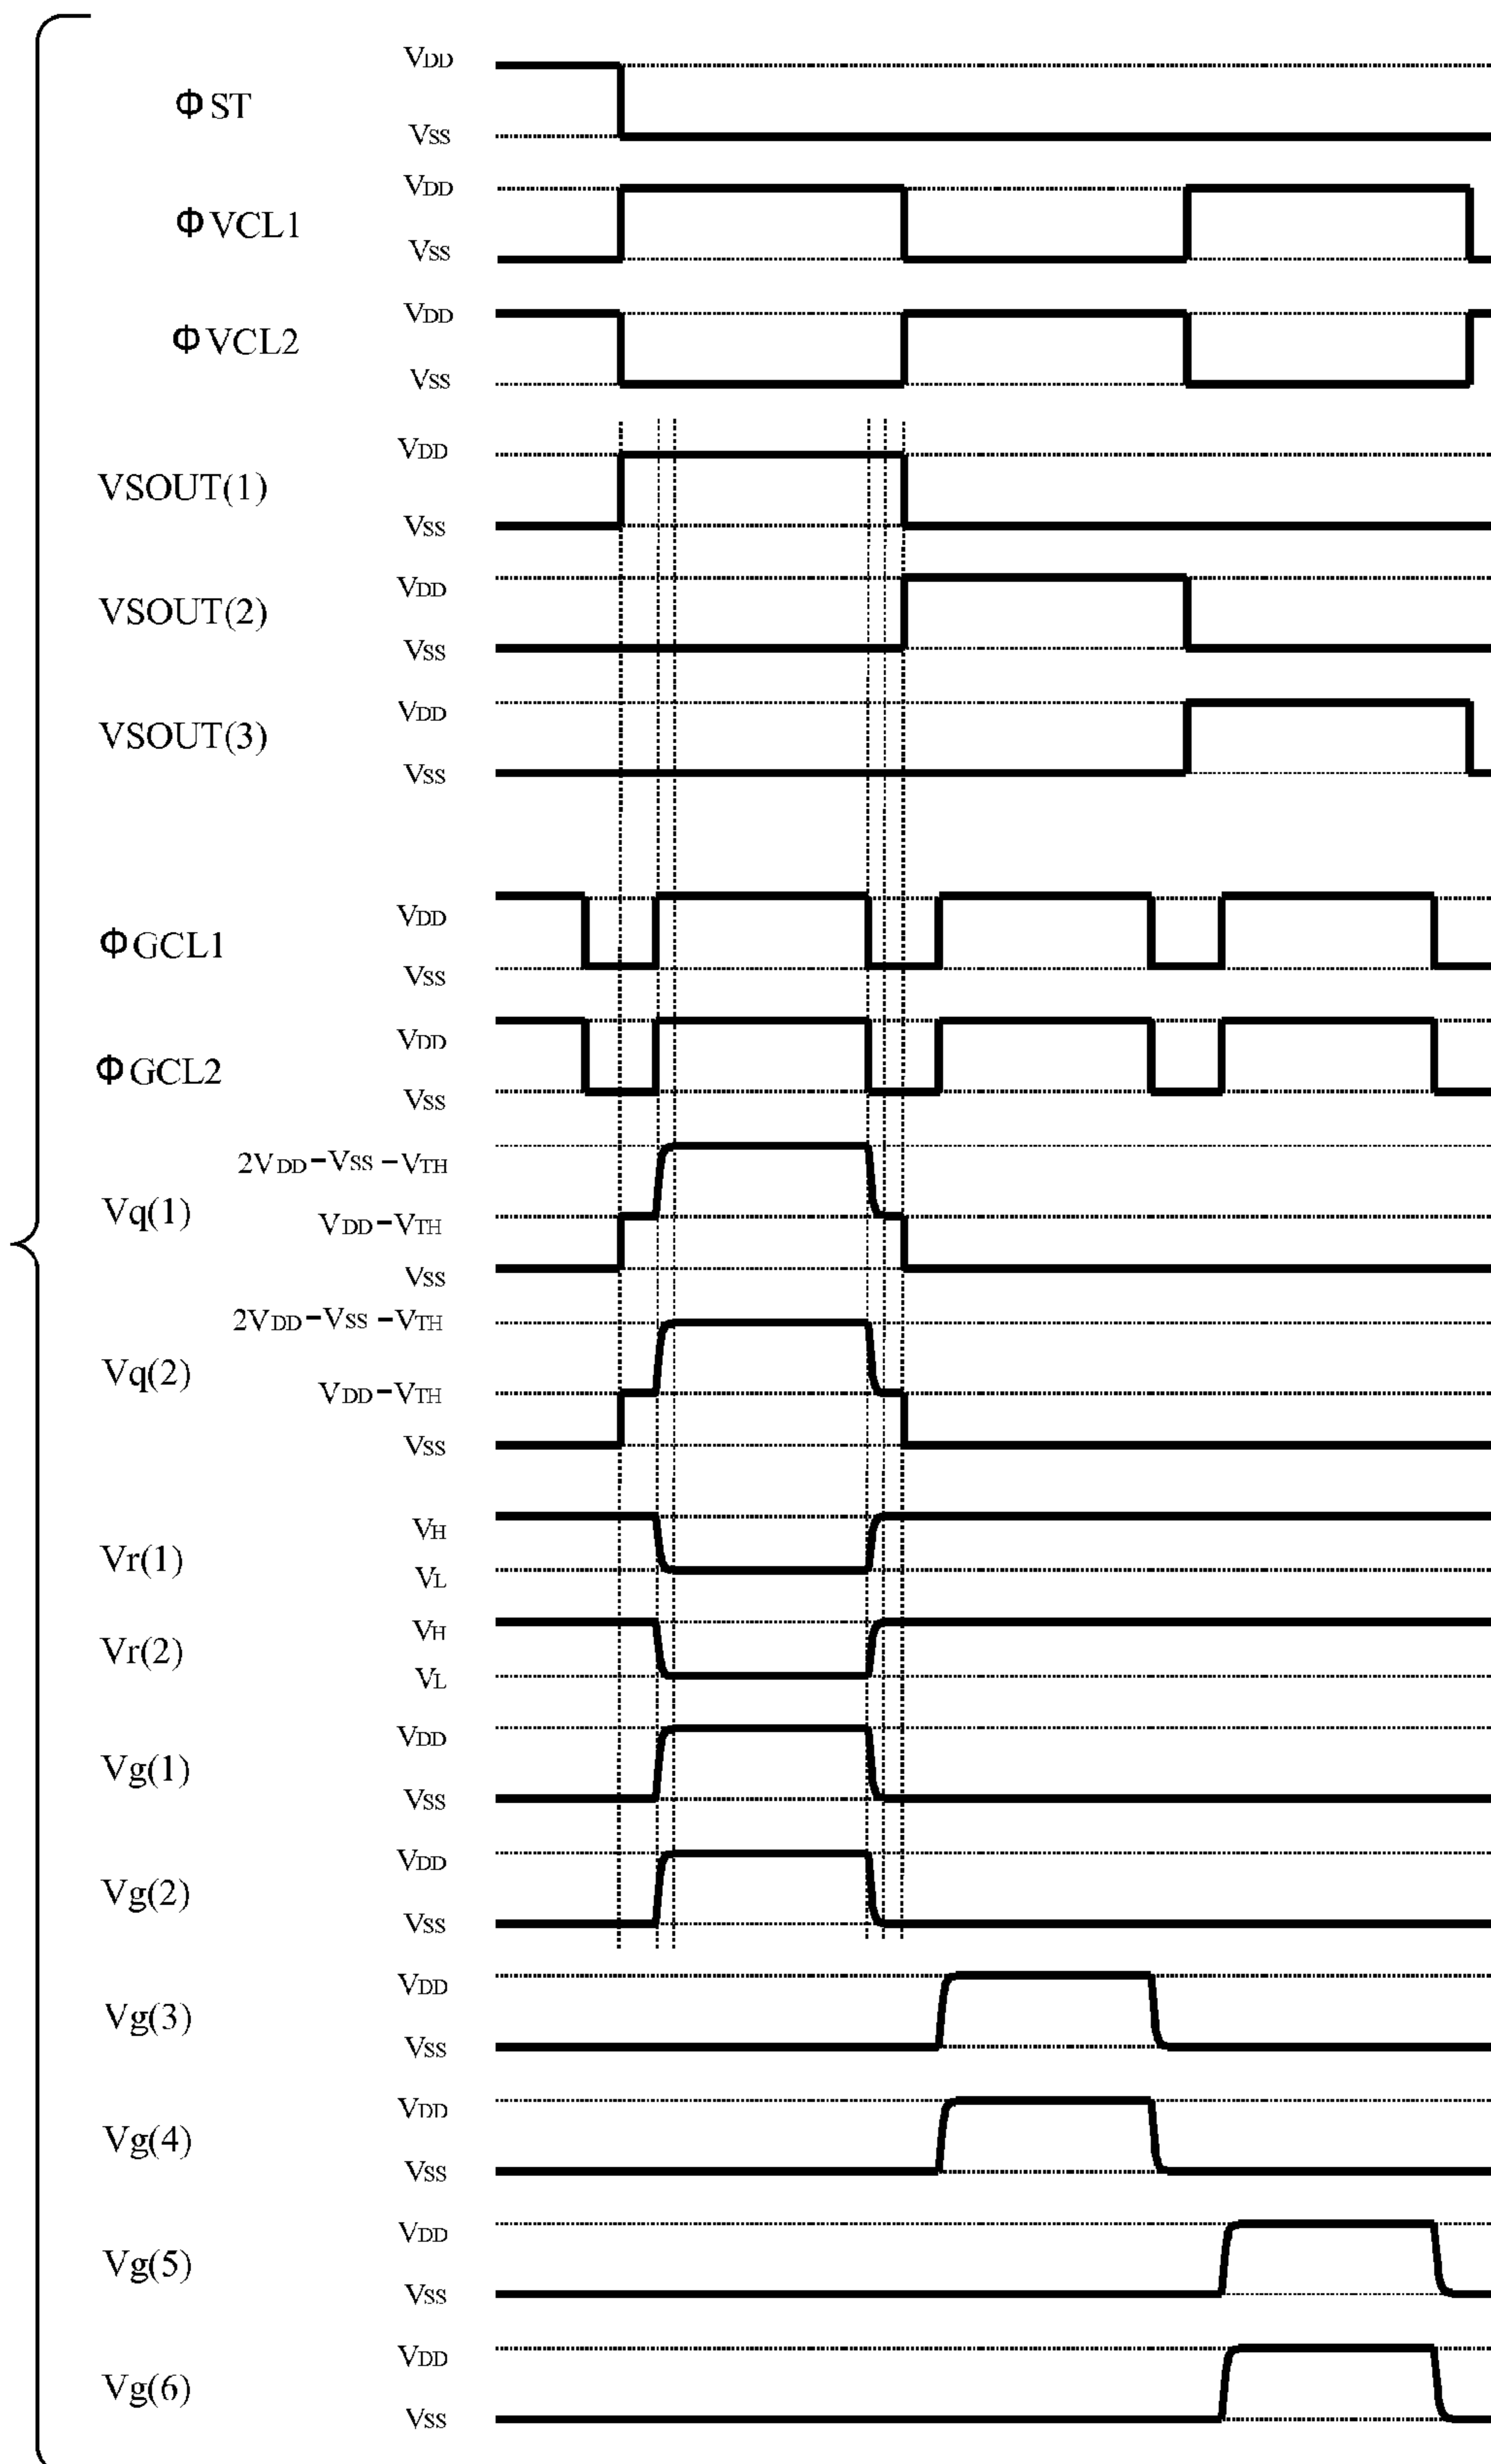 VDD
ΦST
VSS
VDD
ΦVCL1
VSS
VDD
ΦVCL2
VSS
VDD
VSOUT(1)
VSS
VDD
VSOUT(2)
VSS
VDD
VSOUT(3)
VSS
VDD
ΦGCL1
VSS
VDD
ΦGCL2
VSS
2VDD-VSS-VTH
Vq(1)
VDD-VTH
VSS
2VDD-VSS-VTH
Vq(2)
VDD-VTH
VSS
VH
Vr(1)
VL
VH
Vr(2)
VL
VDD
Vg(1)
VSS
VDD
Vg(2)
VSS
VDD
Vg(3)
VSS
VDD
Vg(4)
VSS
VDD
Vg(5)
VSS
VDD
Vg(6)
VSS